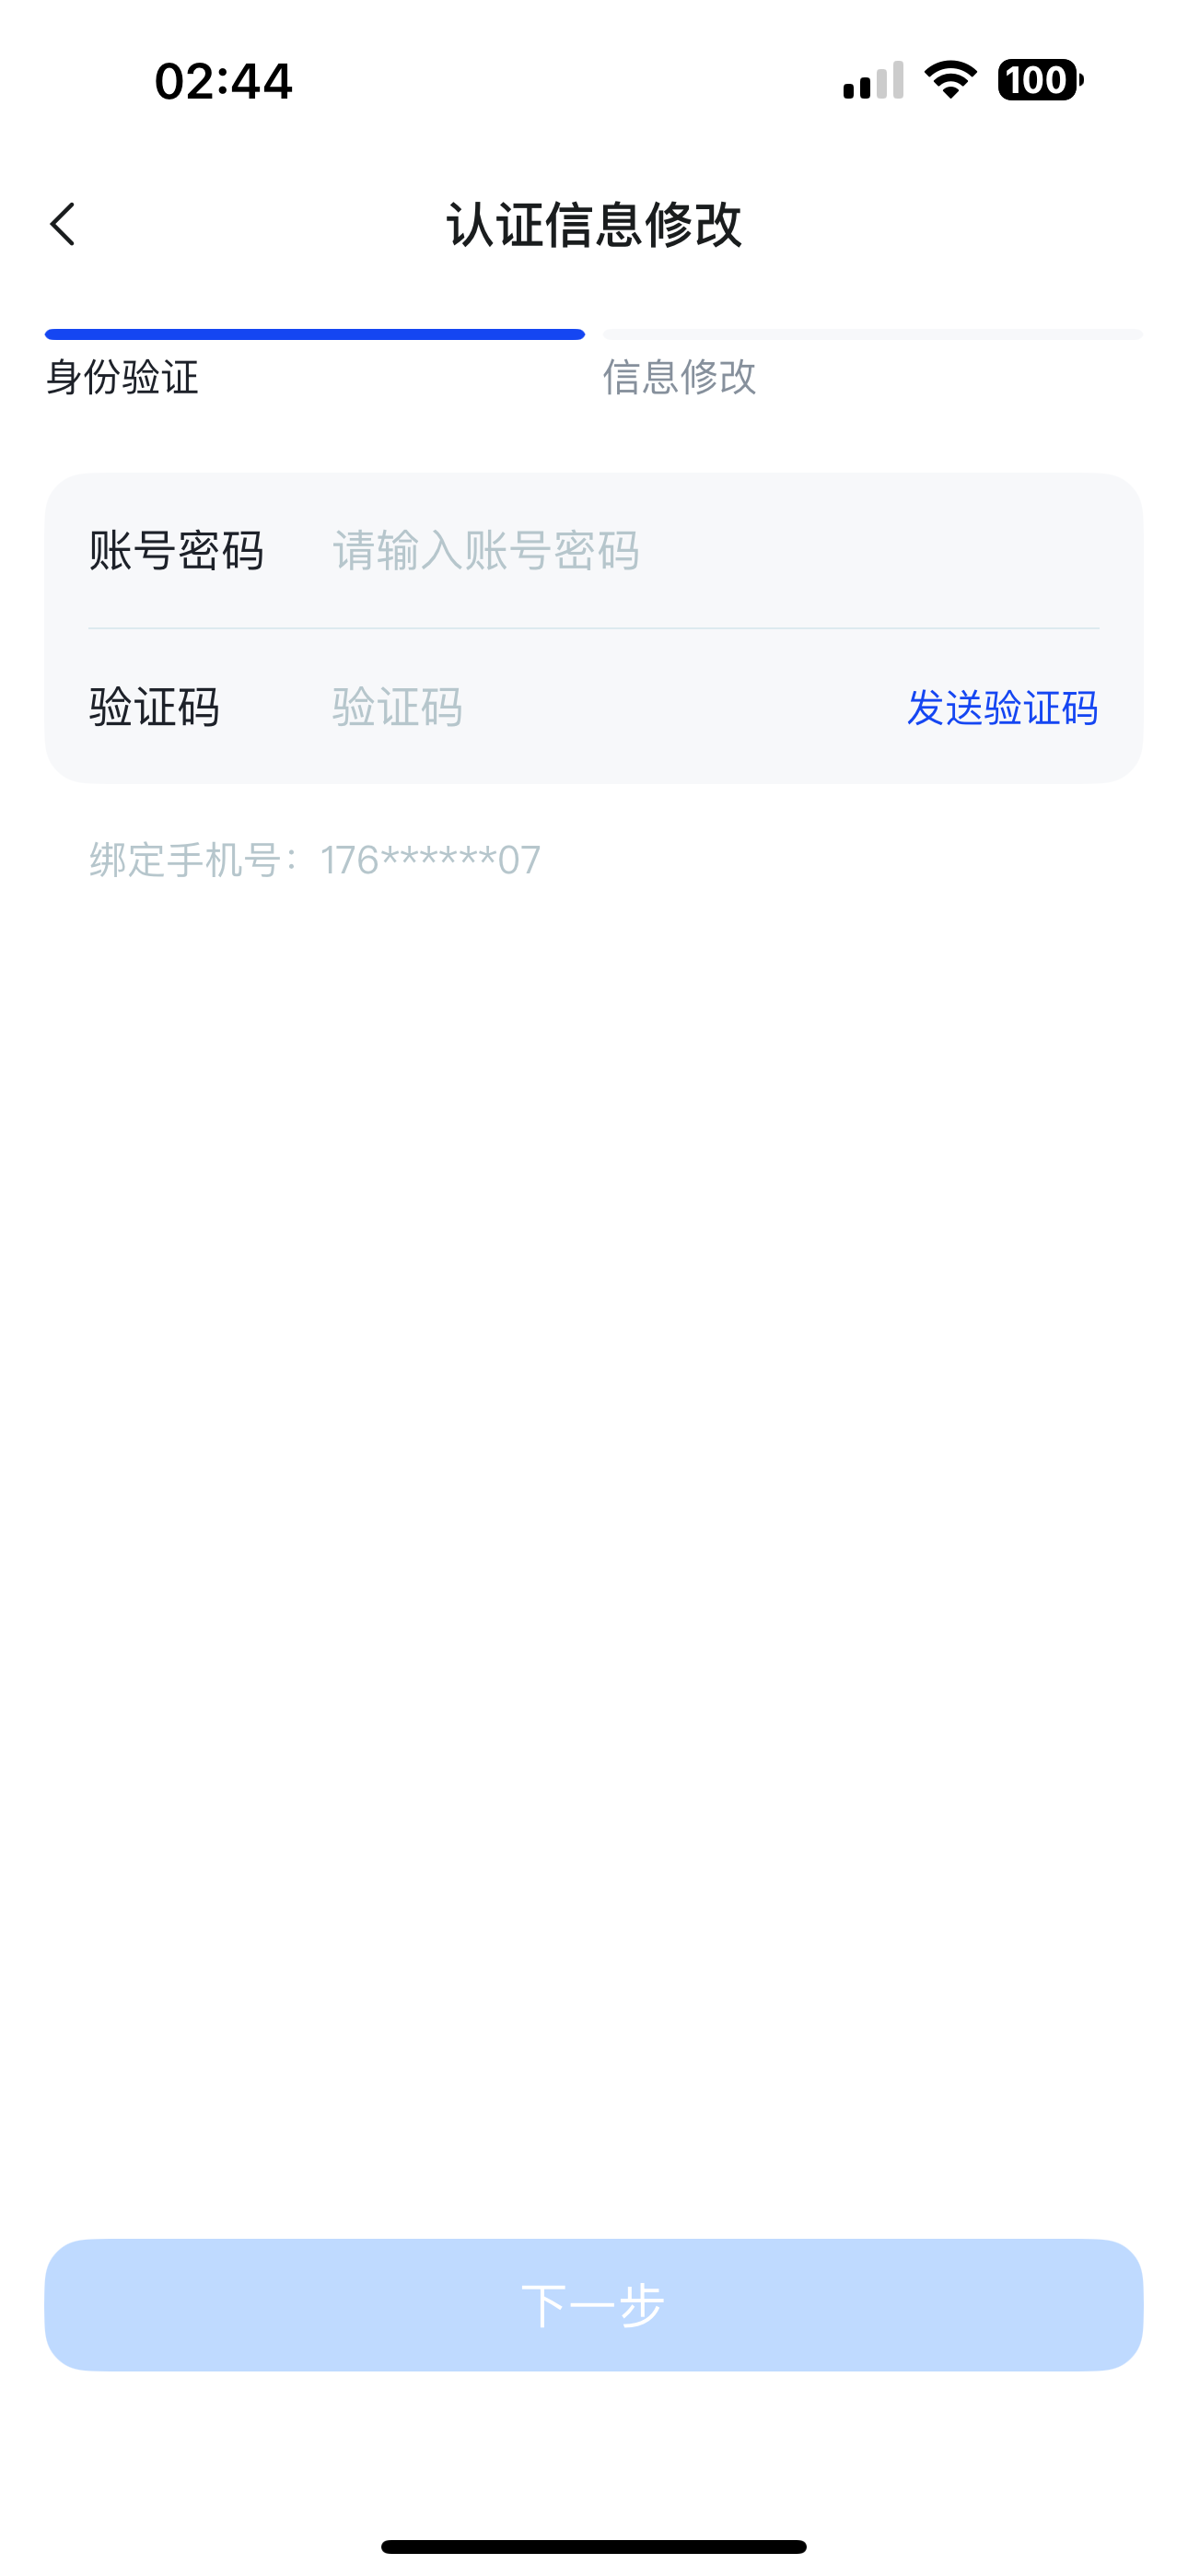 02:44
100
认证信息修改
身份验证
信息修改
账号密码 请输入账号密码
验证码 验证码 发送验证码
绑定手机号：176******07
下一步